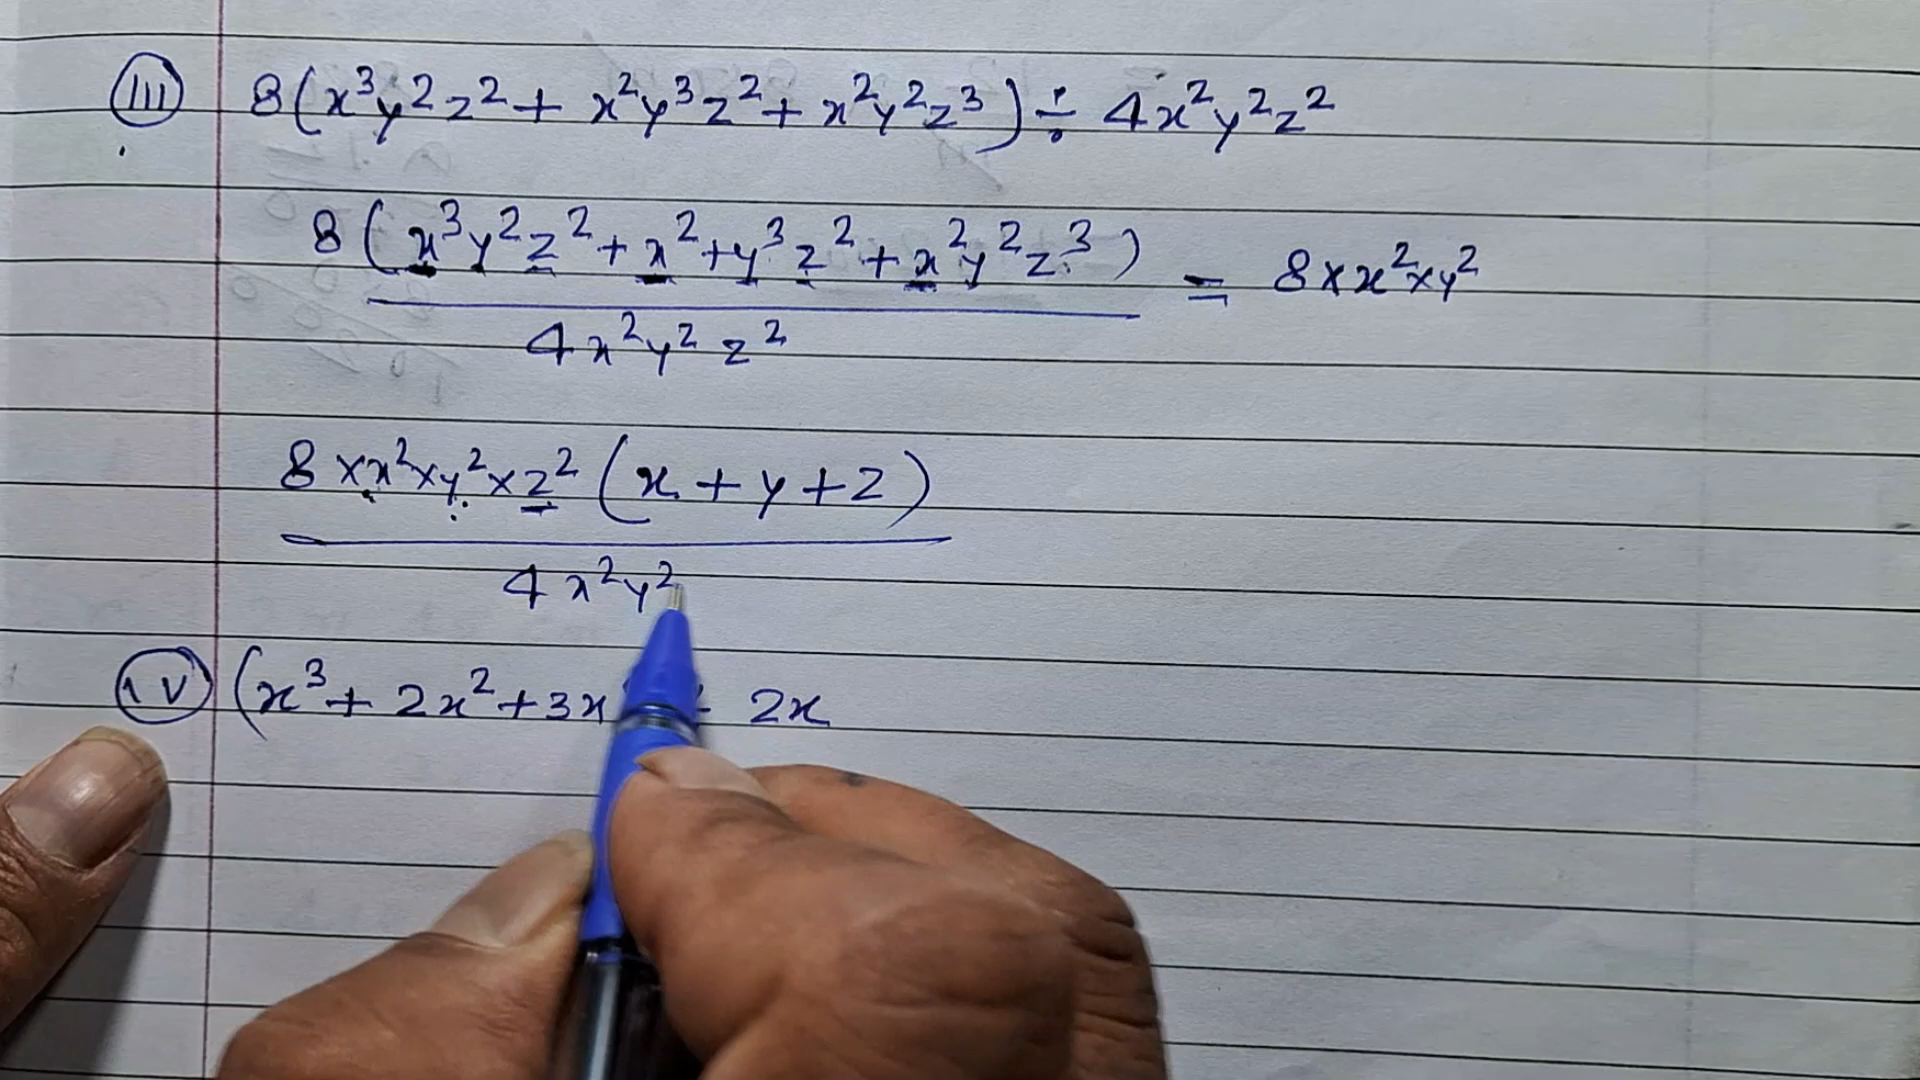 (iii) 8(x³y²z² + x²y³z² + x²y²z³) ÷ 4x²y²z²
8(x³y²z² + x² + y³z² + x²y²z³) = 8×x²×y²
4x²y²z²
8×x²×y²×z²(x+y+z)
4x²y²
(iv) (x³ + 2x² + 3x 2x